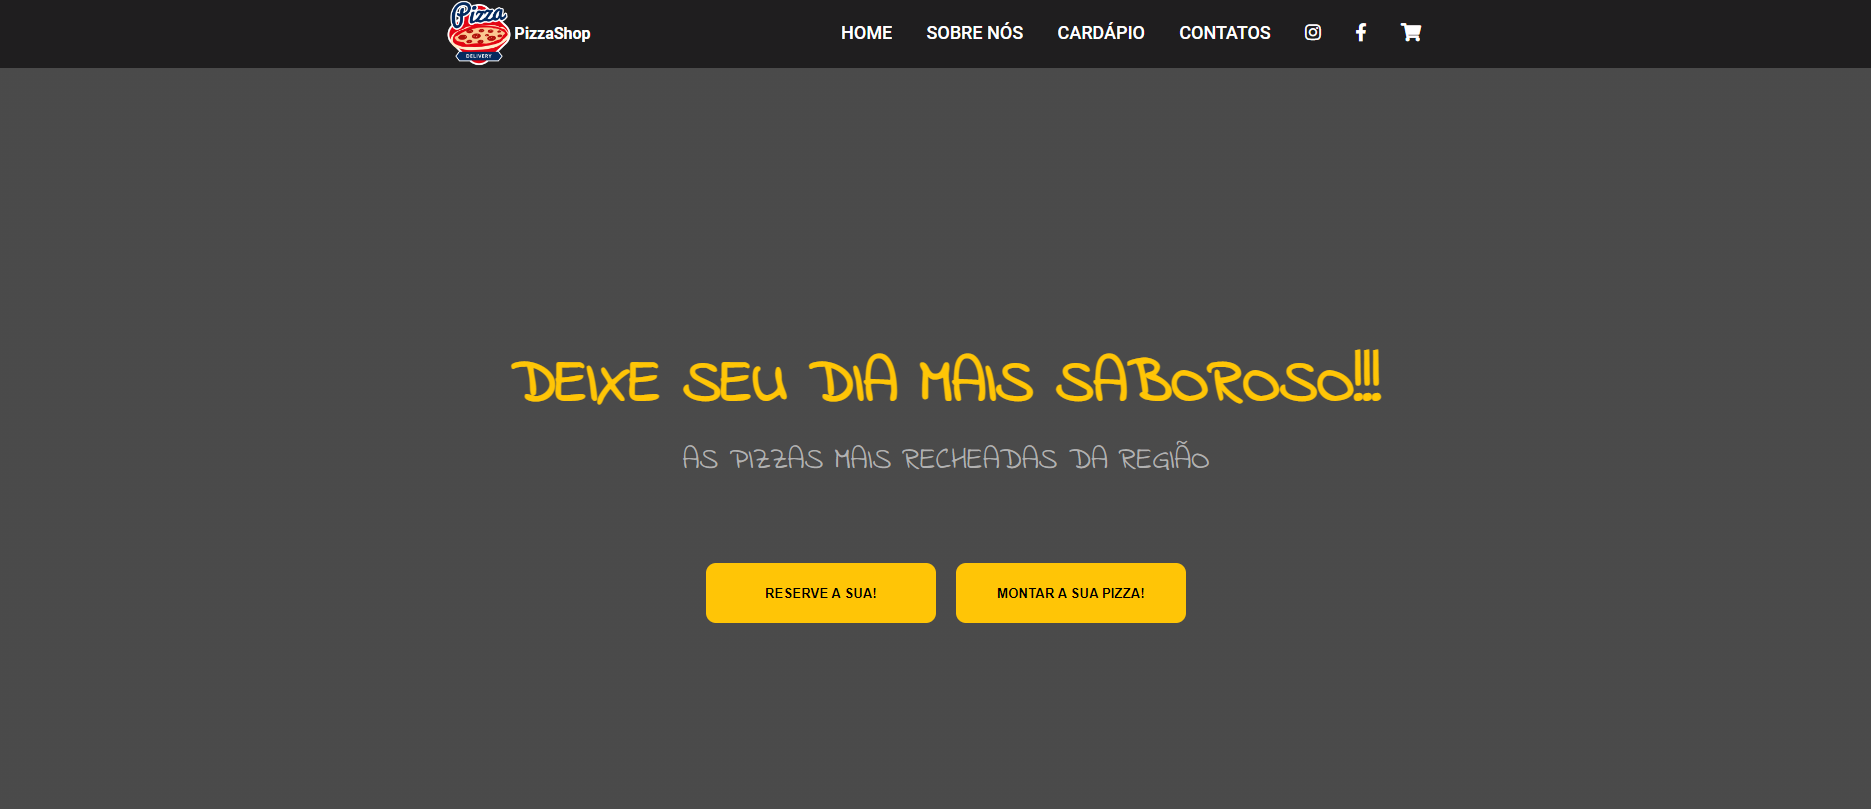 Pizza
DELIVERY
PizzaShop
HOME SOBRE NÓS CARDÁPIO CONTATOS
DEIXE SEU DIA MAIS SABOROSO!!!
AS PIZZAS MAIS RECHEADAS DA REGIÃO
RESERVE A SUA! MONTAR A SUA PIZZA!